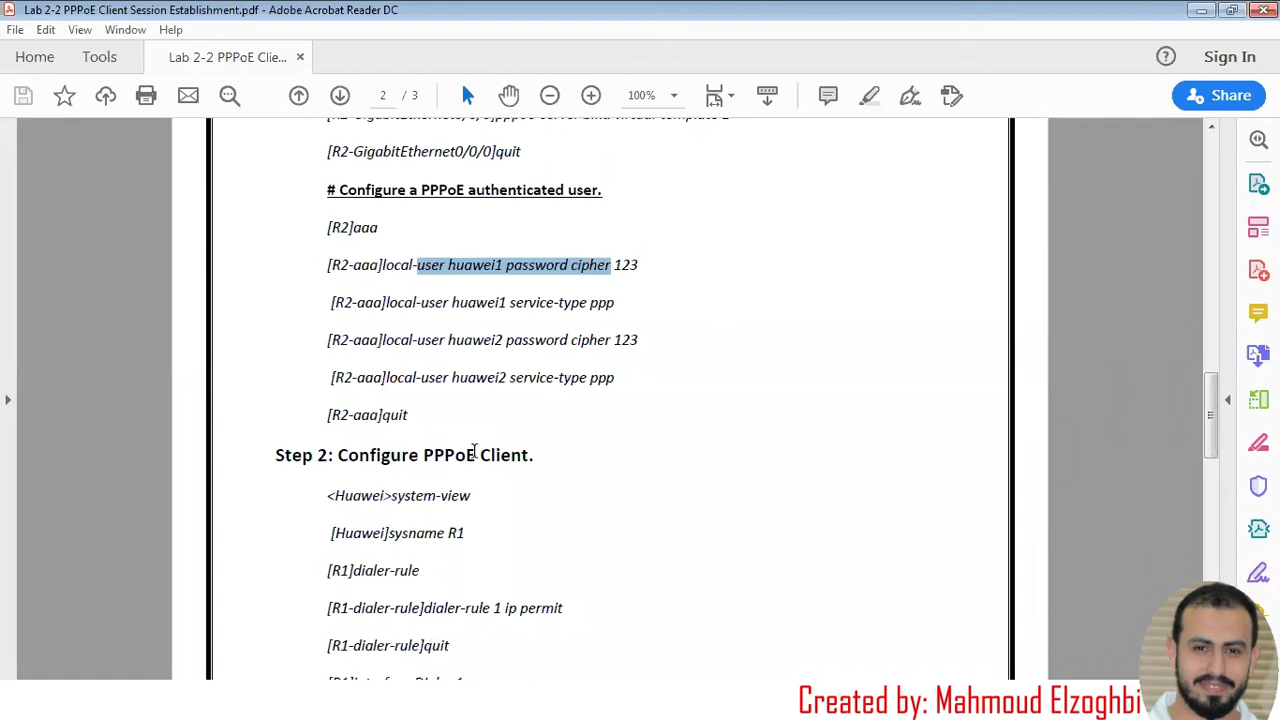 Lab 2-2 PPPoE Client Session Establishment.pdf - Adobe Acrobat Reader DC
File Edit View Window Help
Home Tools Lab 2-2 PPPoE Clie... Sign In
2 / 3 100% Share
[R2-GigabitEthernet0/0/0]quit
# Configure a PPPoE authenticated user.
[R2]aaa
[R2-aaa]local-user huawei1 password cipher 123
[R2-aaa]local-user huawei1 service-type ppp
[R2-aaa]local-user huawei2 password cipher 123
[R2-aaa]local-user huawei2 service-type ppp
[R2-aaa]quit
Step 2: Configure PPPoE Client.
<Huawei>system-view
[Huawei]sysname R1
[R1]dialer-rule
[R1-dialer-rule]dialer-rule 1 ip permit
[R1-dialer-rule]quit
Created by: Mahmoud Elzoghbi